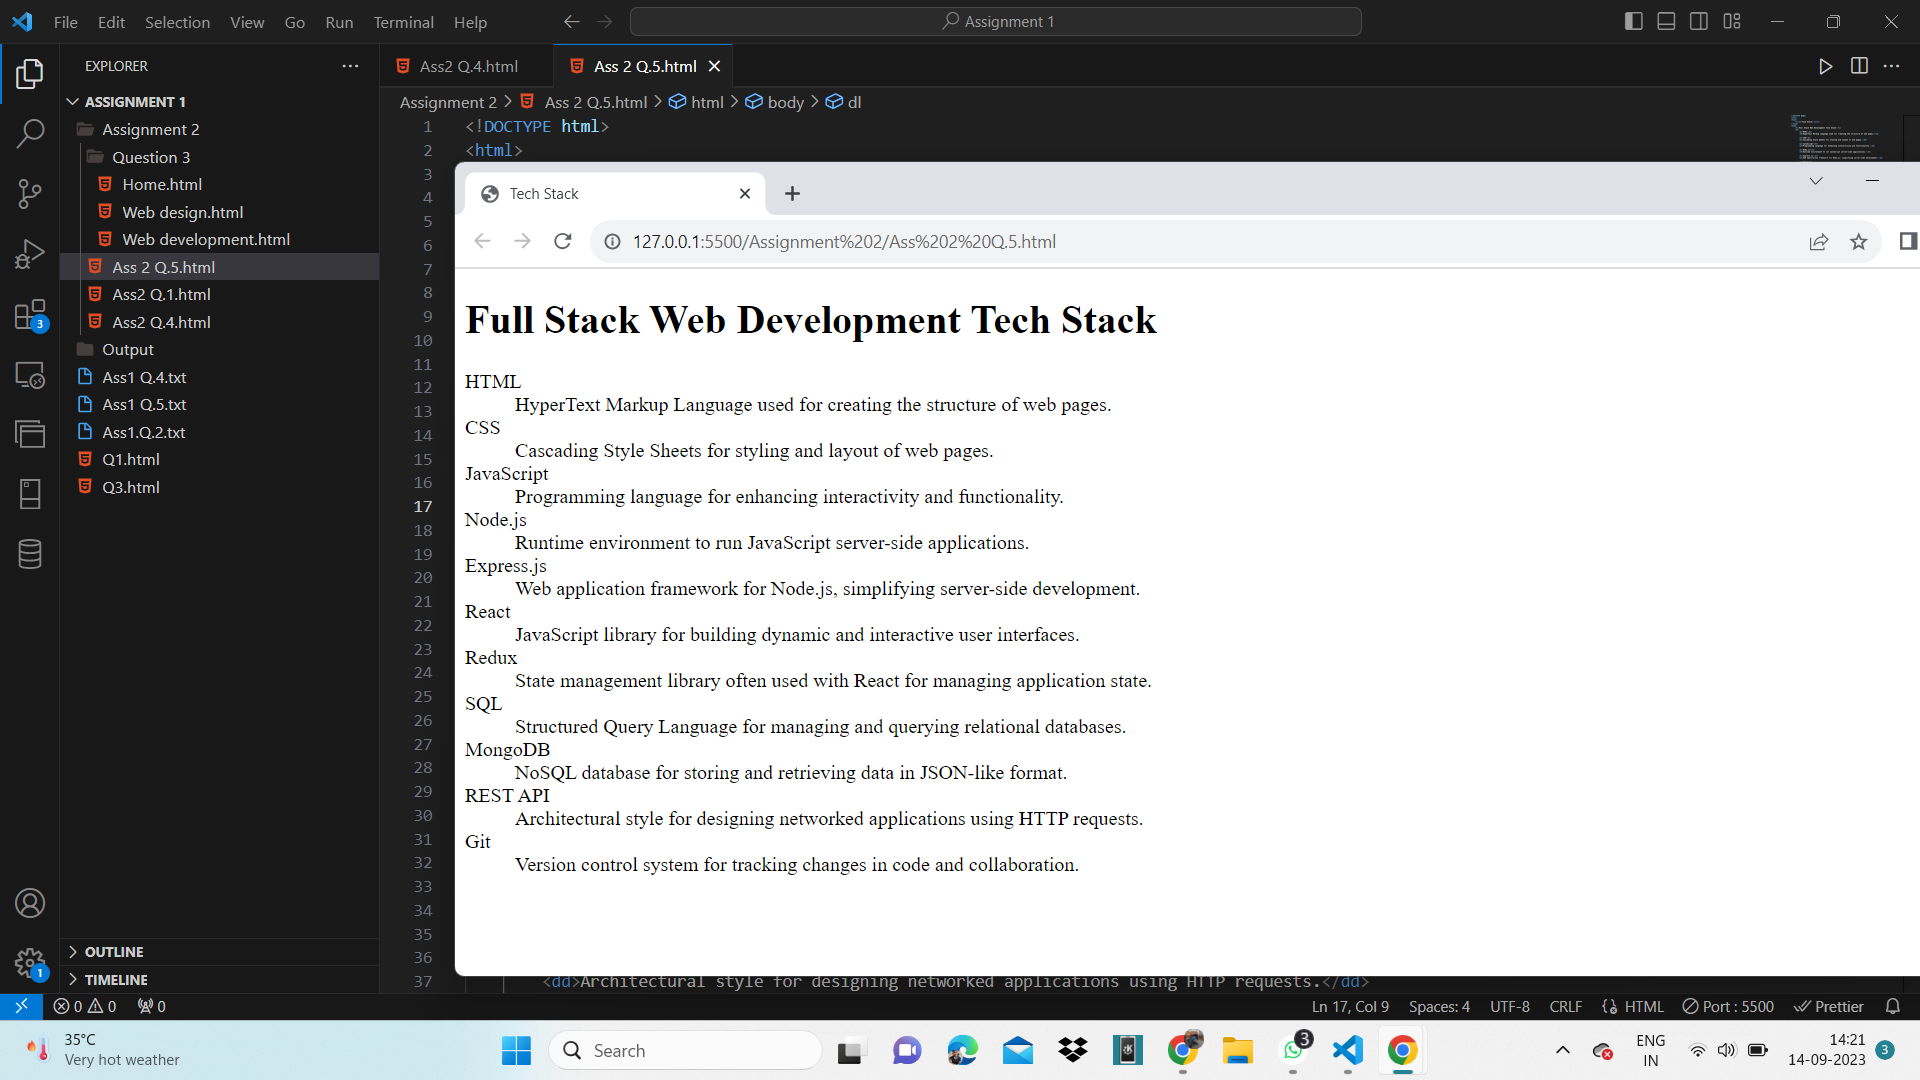 File Edit Selection View Go Run Terminal Help
Assignment 1
EXPLORER
ASSIGNMENT 1
Assignment 2
Question 3
Home.html
Web design.html
Web development.html
Ass 2 Q.5.html
Ass2 Q.1.html
Ass2 Q.4.html
Output
Ass1 Q.4.txt
Ass1 Q.5.txt
Ass1.Q.2.txt
Q1.html
Q3.html
OUTLINE
TIMELINE
Ass2 Q.4.html
Ass 2 Q.5.html
Assignment 2 > Ass 2 Q.5.html > html > body > dl
1 <!DOCTYPE html>
2 <html>
3
4
5
6
7
8
9
10
11
12
13
14
15
16
17
18
19
20
21
22
23
24
25
26
27
28
29
30
31
32
33
34
35
36
37 <dd>Architectural style for designing networked applications using HTTP requests.</dd>
Tech Stack
127.0.0.1:5500/Assignment%202/Ass%202%20Q.5.html
Full Stack Web Development Tech Stack
HTML
HyperText Markup Language used for creating the structure of web pages.
CSS
Cascading Style Sheets for styling and layout of web pages.
JavaScript
Programming language for enhancing interactivity and functionality.
Node.js
Runtime environment to run JavaScript server-side applications.
Express.js
Web application framework for Node.js, simplifying server-side development.
React
JavaScript library for building dynamic and interactive user interfaces.
Redux
State management library often used with React for managing application state.
SQL
Structured Query Language for managing and querying relational databases.
MongoDB
NoSQL database for storing and retrieving data in JSON-like format.
REST API
Architectural style for designing networked applications using HTTP requests.
Git
Version control system for tracking changes in code and collaboration.
3
1
0 0 0
Ln 17, Col 9 Spaces: 4 UTF-8 CRLF HTML Port : 5500 Prettier
35°C
Very hot weather
Search
3
ENG
IN
14:21
14-09-2023
3